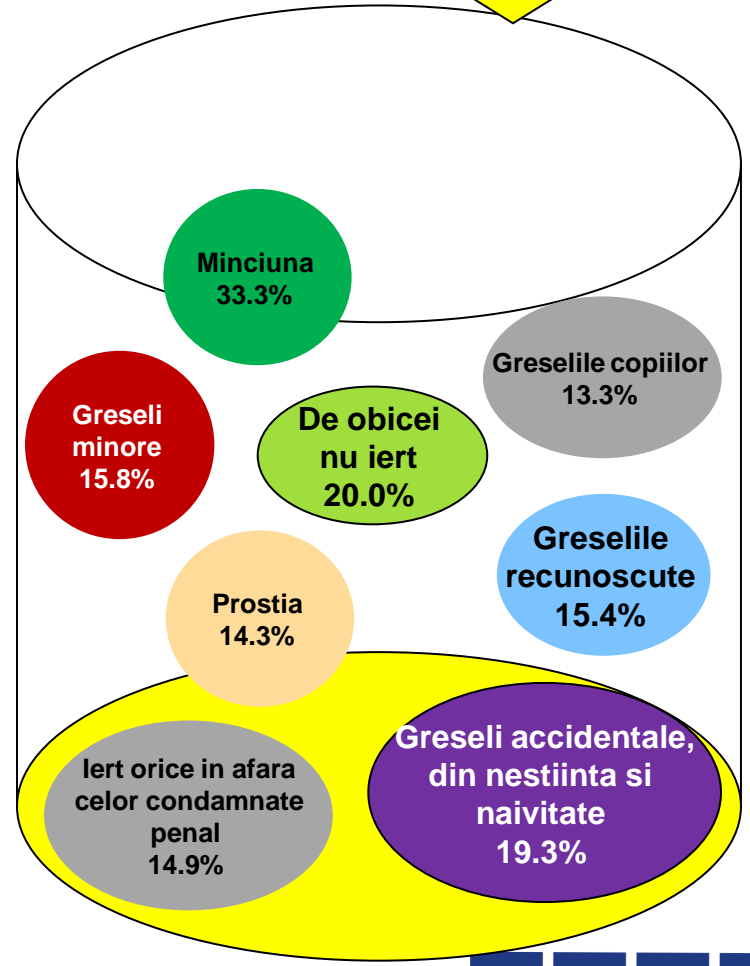 Minciuna
33.3%
Greselile copiilor
13.3%
Greseli
minore
15.8%
De obicei
nu iert
20.0%
Greselile
recunoscute
15.4%
Prostia
14.3%
Iert orice in afara
celor condamnate
penal
14.9%
Greseli accidentale,
din nestiinta si
naivitate
19.3%